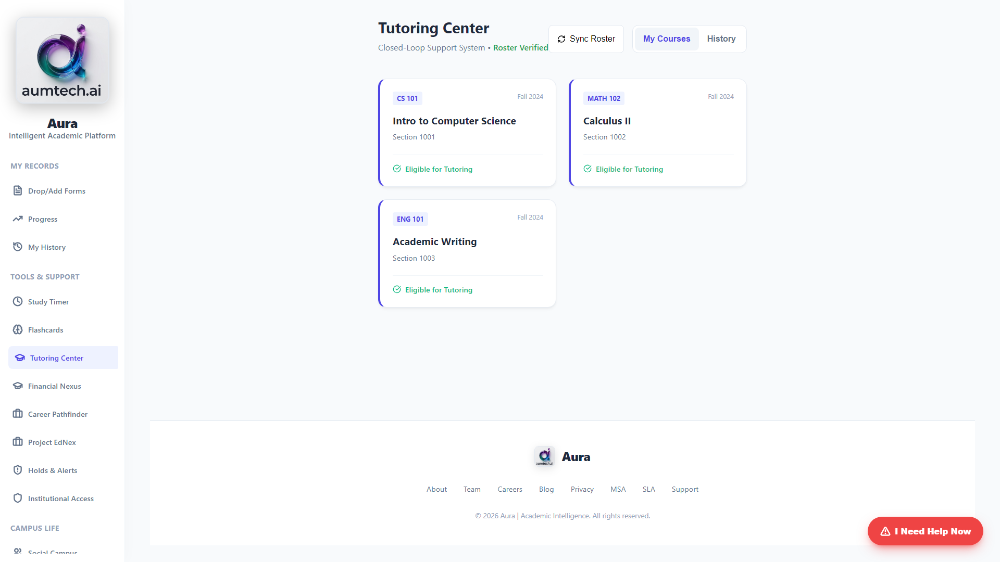 aumtech.ai
Aura
Intelligent Academic Platform
MY RECORDS
Drop/Add Forms
Progress
My History
TOOLS & SUPPORT
Study Timer
Flashcards
Tutoring Center
Financial Nexus
Career Pathfinder
Project EdNex
Holds & Alerts
Institutional Access
CAMPUS LIFE
Social Campus
Tutoring Center
Closed-Loop Support System • Roster Verified
Sync Roster
My Courses
History
CS 101
Fall 2024
Intro to Computer Science
Section 1001
Eligible for Tutoring
MATH 102
Fall 2024
Calculus II
Section 1002
Eligible for Tutoring
ENG 101
Fall 2024
Academic Writing
Section 1003
Eligible for Tutoring
aumtech.ai
Aura
About Team Careers Blog Privacy MSA SLA Support
© 2026 Aura | Academic Intelligence. All rights reserved.
I Need Help Now